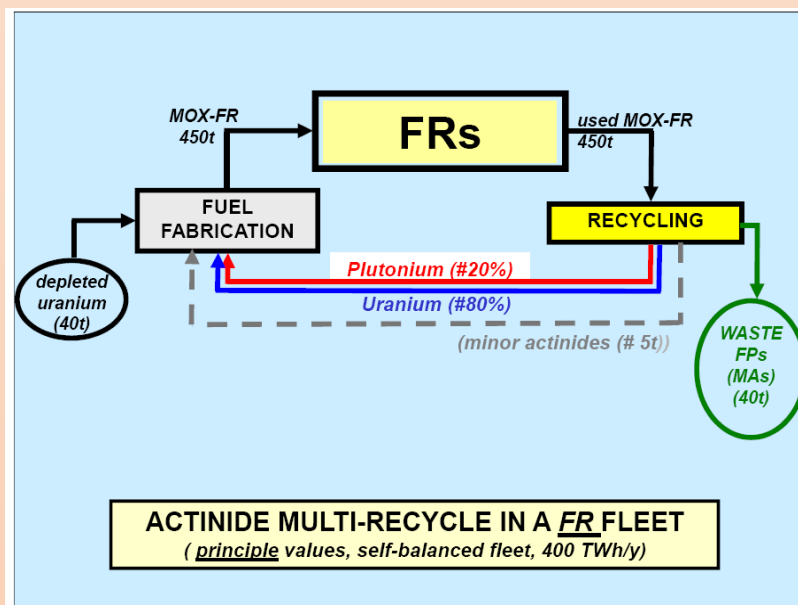 MOX-FR
450t
FRs
used MOX-FR
450t
FUEL
FABRICATION
RECYCLING
depleted
uranium
(40t)
Plutonium (#20%)
Uranium (#80%)
(minor actinides (# 5t))
WASTE
FPs
(MAs)
(40t)
ACTINIDE MULTI-RECYCLE IN A FR FLEET
( principle values, self-balanced fleet, 400 TWh/y)